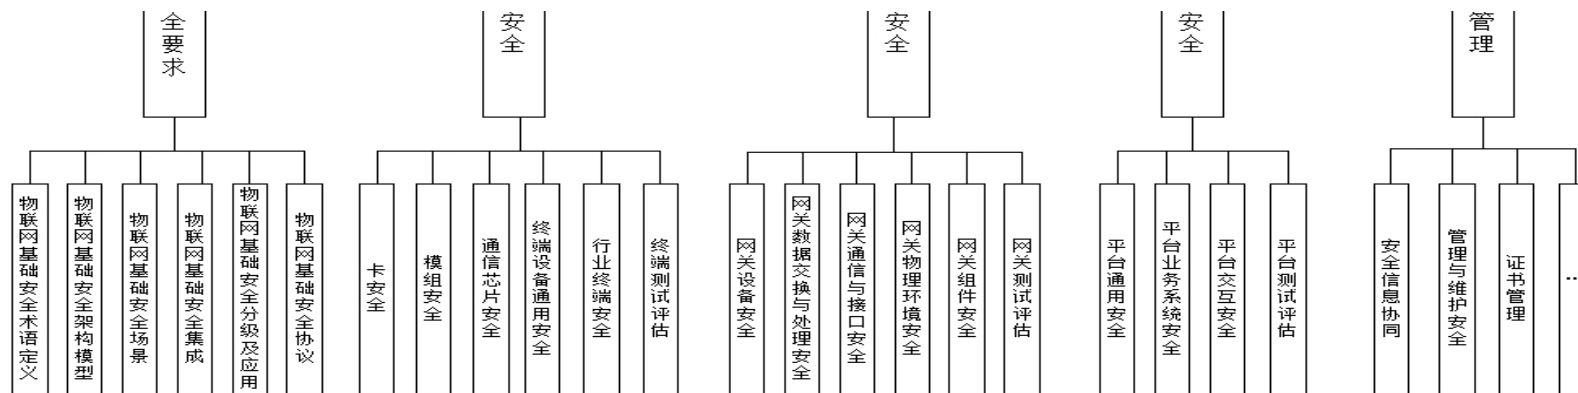 全要求
安全
安全
安全
管理
物联网基础安全术语定义
物联网基础安全架构模型
物联网基础安全场景
物联网基础安全集成
物联网基础安全分级及应用
物联网基础安全协议
卡安全
模组安全
通信芯片安全
终端设备通用安全
行业终端安全
终端测试评估
网关设备安全
网关数据交换与处理安全
网关通信与接口安全
网关物理环境安全
网关组件安全
网关测试评估
平台通用安全
平台业务系统安全
平台交互安全
平台测试评估
安全信息协同
管理与维护安全
证书管理
..